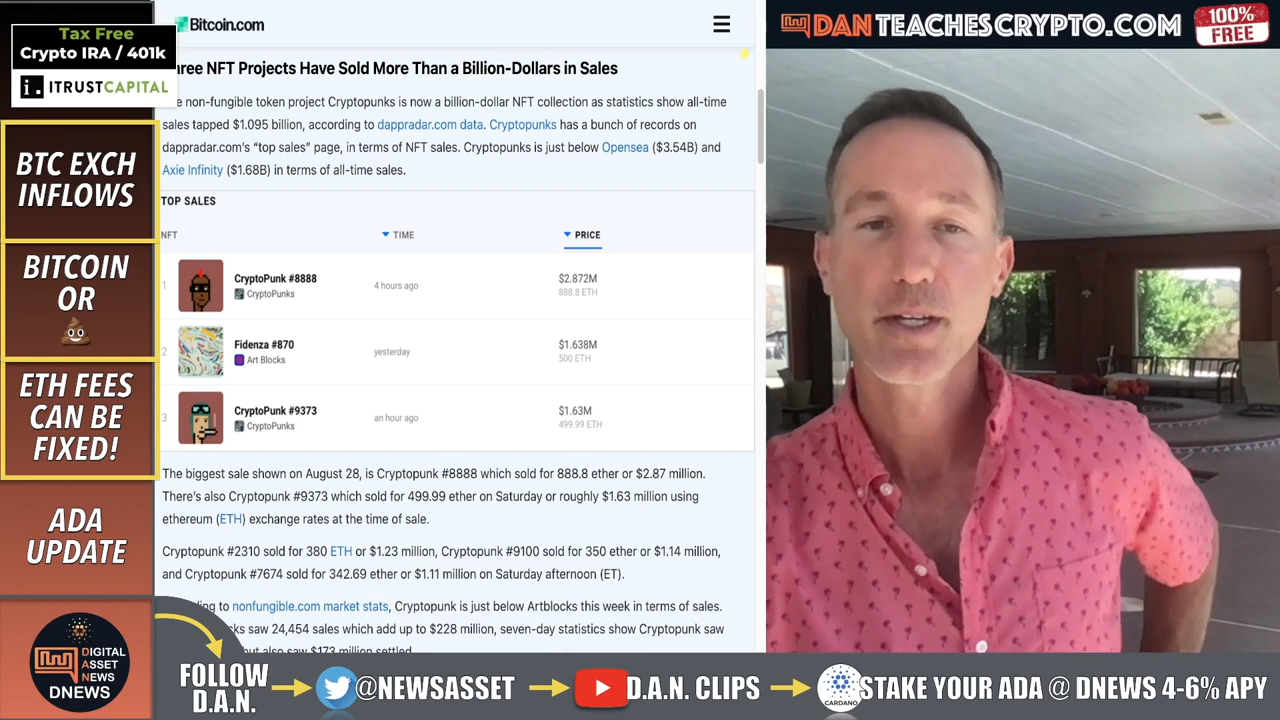 Tax Free
Crypto IRA / 401k
ITRUSTCAPITAL
BTC EXCH
INFLOWS
BITCOIN
OR
💩
ETH FEES
CAN BE
FIXED!
ADA
UPDATE
DIGITAL
ASSET
NEWS
DNEWS
Bitcoin.com
hree NFT Projects Have Sold More Than a Billion-Dollars in Sales
e non-fungible token project Cryptopunks is now a billion-dollar NFT collection as statistics show all-time
sales tapped $1.095 billion, according to dappradar.com data. Cryptopunks has a bunch of records on
dappradar.com's “top sales” page, in terms of NFT sales. Cryptopunks is just below Opensea ($3.54B) and
Axie Infinity ($1.68B) in terms of all-time sales.
TOP SALES
NFT TIME PRICE
1 CryptoPunk #8888 4 hours ago $2.872M
CryptoPunks 888.8 ETH
2 Fidenza #870 yesterday $1.638M
Art Blocks 500 ETH
3 CryptoPunk #9373 an hour ago $1.63M
CryptoPunks 499.99 ETH
The biggest sale shown on August 28, is Cryptopunk #8888 which sold for 888.8 ether or $2.87 million.
There's also Cryptopunk #9373 which sold for 499.99 ether on Saturday or roughly $1.63 million using
ethereum (ETH) exchange rates at the time of sale.
Cryptopunk #2310 sold for 380 ETH or $1.23 million, Cryptopunk #9100 sold for 350 ether or $1.14 million,
and Cryptopunk #7674 sold for 342.69 ether or $1.11 million on Saturday afternoon (ET).
ing to nonfungible.com market stats, Cryptopunk is just below Artblocks this week in terms of sales.
ks saw 24,454 sales which add up to $228 million, seven-day statistics show Cryptopunk saw
but also saw $173 million settled.
DANTEACHESCRYPTO.COM
100%
FREE
FOLLOW
D.A.N.
@NEWSASSET
D.A.N. CLIPS
CARDANO
STAKE YOUR ADA @ DNEWS 4-6% APY